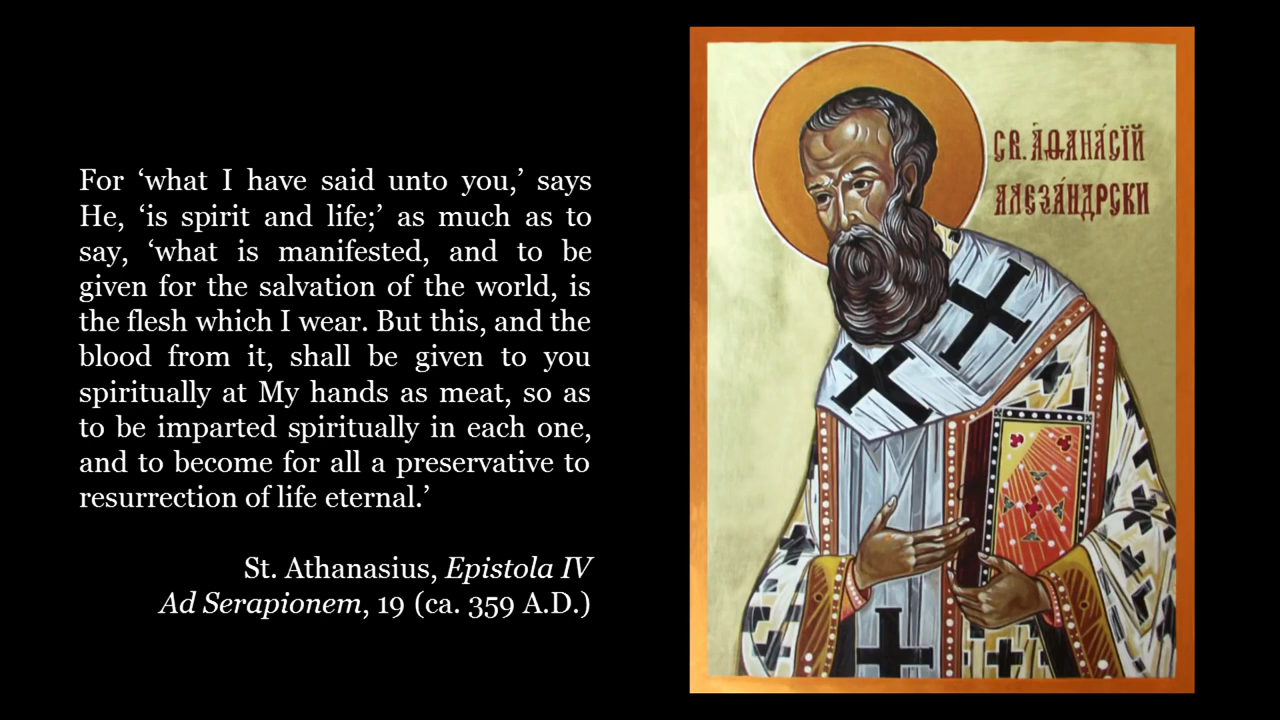 For ‘what I have said unto you,’ says
He, ‘is spirit and life;’ as much as to
say, ‘what is manifested, and to be
given for the salvation of the world, is
the flesh which I wear. But this, and the
blood from it, shall be given to you
spiritually at My hands as meat, so as
to be imparted spiritually in each one,
and to become for all a preservative to
resurrection of life eternal.’
St. Athanasius, Epistola IV
Ad Serapionem, 19 (ca. 359 A.D.)
СВ. АѲАНА́СЇЙ
АЛЕЗА́НДРСКИ